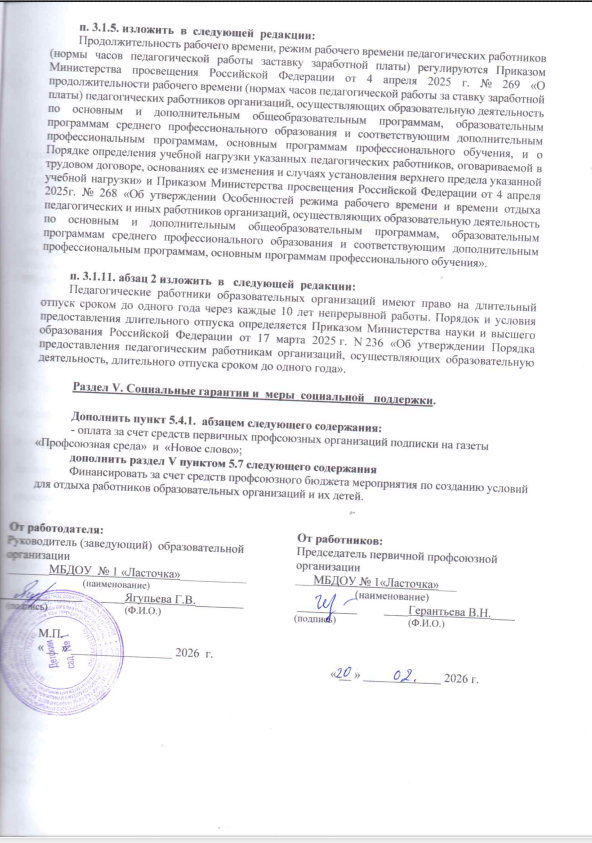 п. 3.1.5. изложить в следующей редакции:
Продолжительность рабочего времени, режим рабочего времени педагогических работников
(нормы часов педагогической работы заставку заработной платы) регулируются Приказом
Министерства просвещения Российской Федерации от 4 апреля 2025 г. № 269 «О
продолжительности рабочего времени (нормах часов педагогической работы за ставку заработной
платы) педагогических работников организаций, осуществляющих образовательную деятельность
по основным и дополнительным общеобразовательным программам, образовательным
программам среднего профессионального образования и соответствующим дополнительным
профессиональным программам, основным программам профессионального обучения, и о
Порядке определения учебной нагрузки указанных педагогических работников, оговариваемой в
трудовом договоре, основаниях ее изменения и случаях установления верхнего предела указанной
учебной нагрузки» и Приказом Министерства просвещения Российской Федерации от 4 апреля
2025г. № 268 «Об утверждении Особенностей режима рабочего времени и времени отдыха
педагогических и иных работников организаций, осуществляющих образовательную деятельность
по основным и дополнительным общеобразовательным программам, образовательным
программам среднего профессионального образования и соответствующим дополнительным
профессиональным программам, основным программам профессионального обучения».
п. 3.1.11. абзац 2 изложить в следующей редакции:
Педагогические работники образовательных организаций имеют право на длительный
отпуск сроком до одного года через каждые 10 лет непрерывной работы. Порядок и условия
предоставления длительного отпуска определяется Приказом Министерства науки и высшего
образования Российской Федерации от 17 марта 2025 г. N 236 «Об утверждении Порядка
предоставления педагогическим работникам организаций, осуществляющих образовательную
деятельность, длительного отпуска сроком до одного года».
Раздел V. Социальные гарантии и меры социальной поддержки.
Дополнить пункт 5.4.1. абзацем следующего содержания:
- оплата за счет средств первичных профсоюзных организаций подписки на газеты
«Профсоюзная среда» и «Новое слово»;
дополнить раздел V пунктом 5.7 следующего содержания
Финансировать за счет средств профсоюзного бюджета мероприятия по созданию условий
для отдыха работников образовательных организаций и их детей.
От работодателя:
Руководитель (заведующий) образовательной
организации
МБДОУ № 1 «Ласточка»
(наименование)
Ягупьева Г.В.
(подпись) (Ф.И.О.)
М.П.
« » 2026 г.
Детский
сад №
От работников:
Председатель первичной профсоюзной
организации
МБДОУ № 1«Ласточка»
(наименование)
Герантьева В.Н.
(подпись) (Ф.И.О.)
«20» 02. 2026 г.